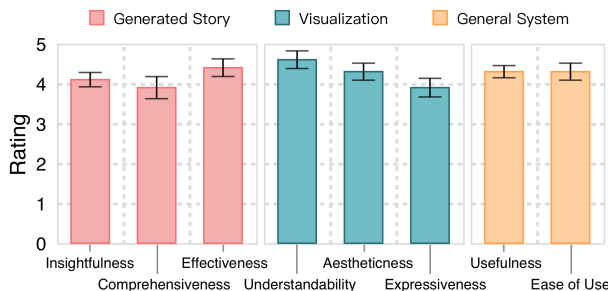 Generated Story Visualization General System
5
4
3
2
1
0
Rating
Insightfulness Effectiveness Aestheticness Usefulness
Comprehensiveness Understandability Expressiveness Ease of Use